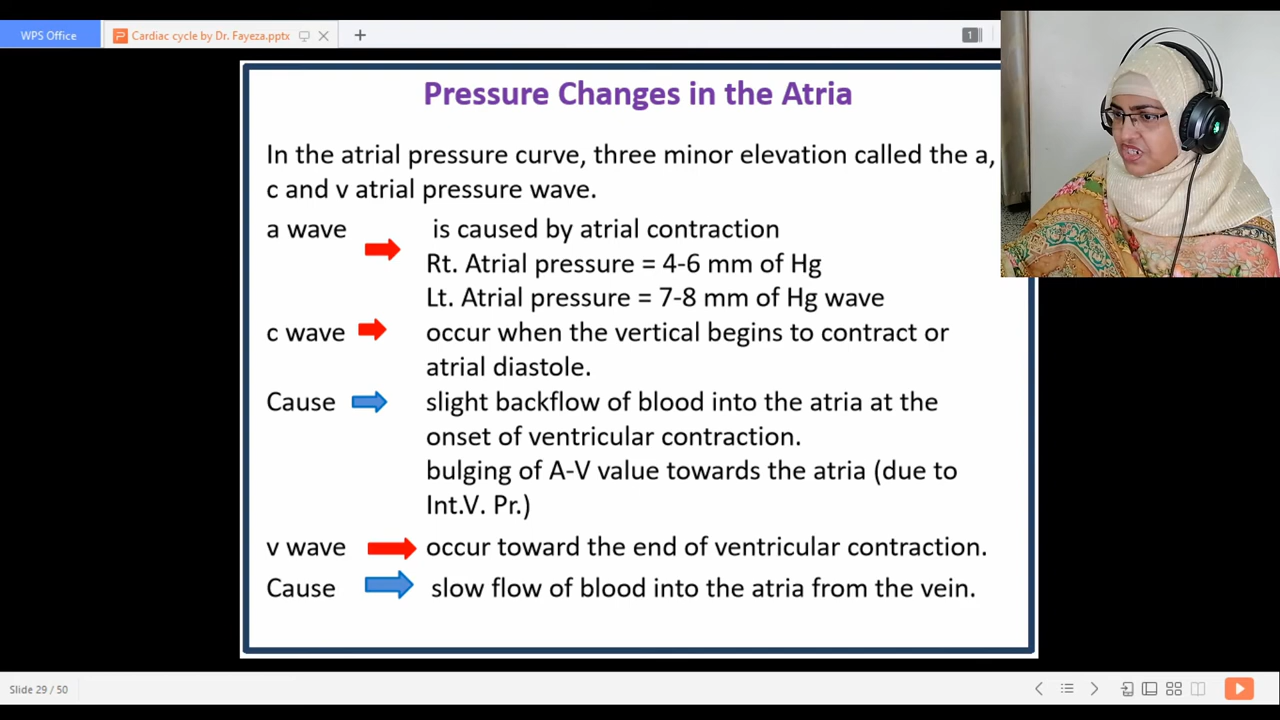 WPS Office
Cardiac cycle by Dr. Fayeza.pptx
1
Pressure Changes in the Atria
In the atrial pressure curve, three minor elevation called the a,
c and v atrial pressure wave.
a wave is caused by atrial contraction
Rt. Atrial pressure = 4-6 mm of Hg
Lt. Atrial pressure = 7-8 mm of Hg wave
c wave occur when the vertical begins to contract or
atrial diastole.
Cause slight backflow of blood into the atria at the
onset of ventricular contraction.
bulging of A-V value towards the atria (due to
Int.V. Pr.)
v wave occur toward the end of ventricular contraction.
Cause slow flow of blood into the atria from the vein.
Slide 29 / 50